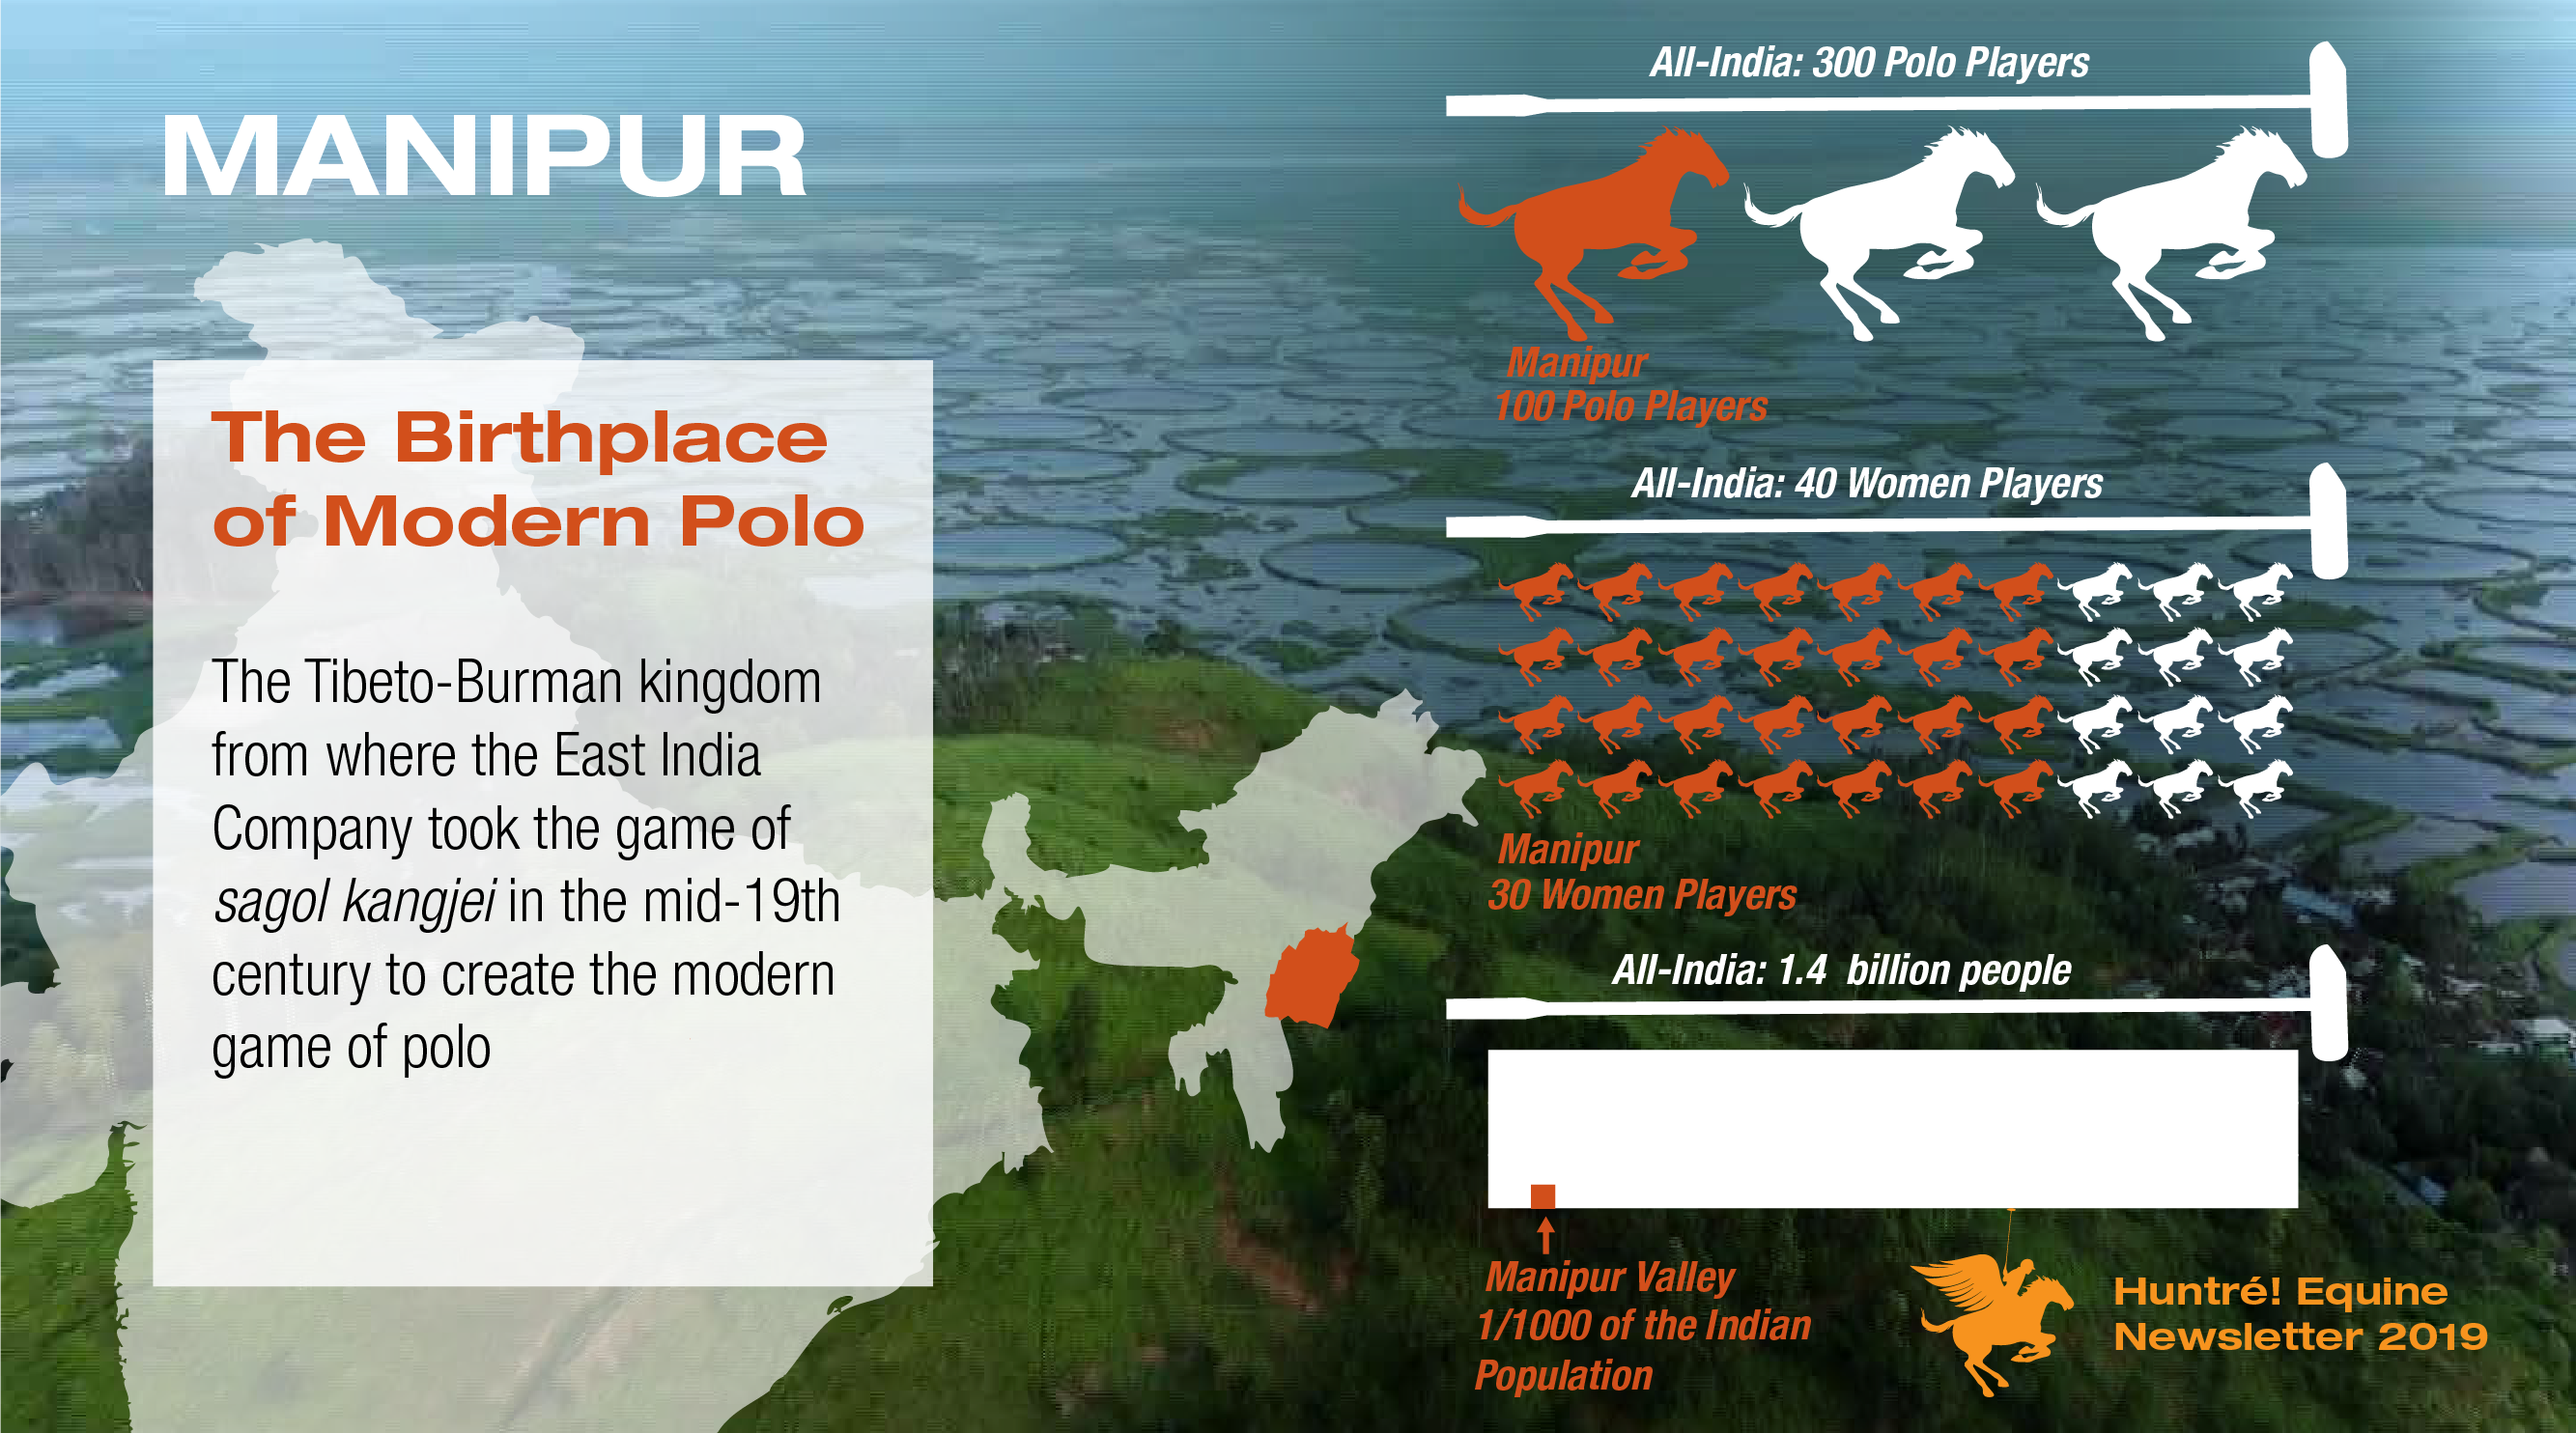 MANIPUR
The Birthplace
of Modern Polo
The Tibeto-Burman kingdom
from where the East India
Company took the game of
sagol kangjei in the mid-19th
century to create the modern
game of polo
All-India: 300 Polo Players
Manipur
100 Polo Players
All-India: 40 Women Players
Manipur
30 Women Players
All-India: 1.4 billion people
Manipur Valley
1/1000 of the Indian
Population
Huntré! Equine
Newsletter 2019